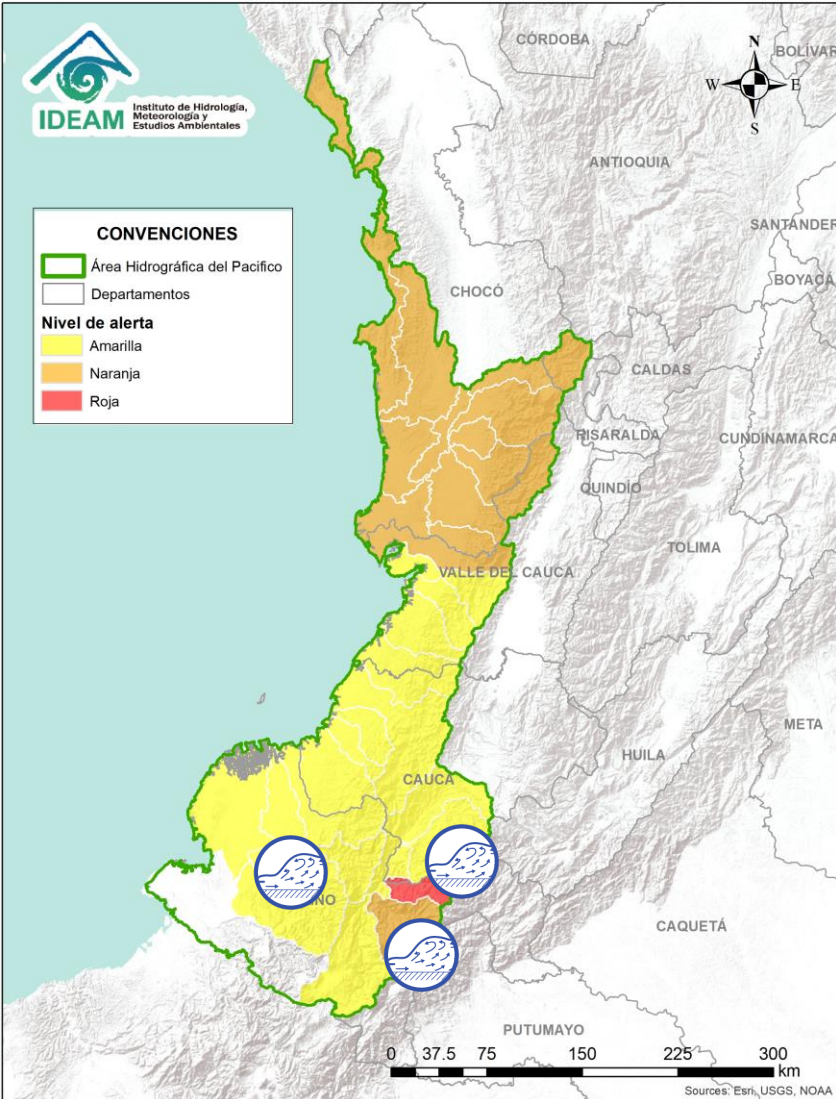 IDEAM
Instituto de Hidrología,
Meteorología y
Estudios Ambientales
N
W E
S
CONVENCIONES
Área Hidrográfica del Pacifico
Departamentos
Nivel de alerta
Amarilla
Naranja
Roja
CÓRDOBA
BOLÍVAR
ANTIOQUIA
SANTANDER
BOYACÁ
CHOCÓ
CALDAS
RISARALDA
CUNDINAMARCA
QUINDÍO
TOLIMA
VALLE DEL CAUCA
META
HUILA
CAUCA
ÑO
CAQUETÁ
PUTUMAYO
0 37.5 75 150 225 300
km
Sources: Esri, USGS, NOAA